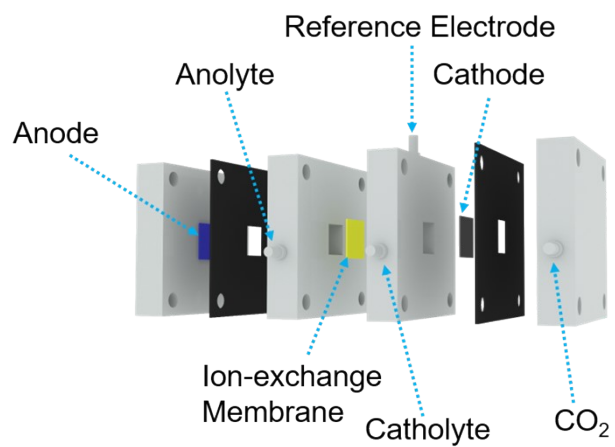 Reference Electrode
Anolyte
Cathode
Anode
Ion-exchange
Membrane
Catholyte
CO₂